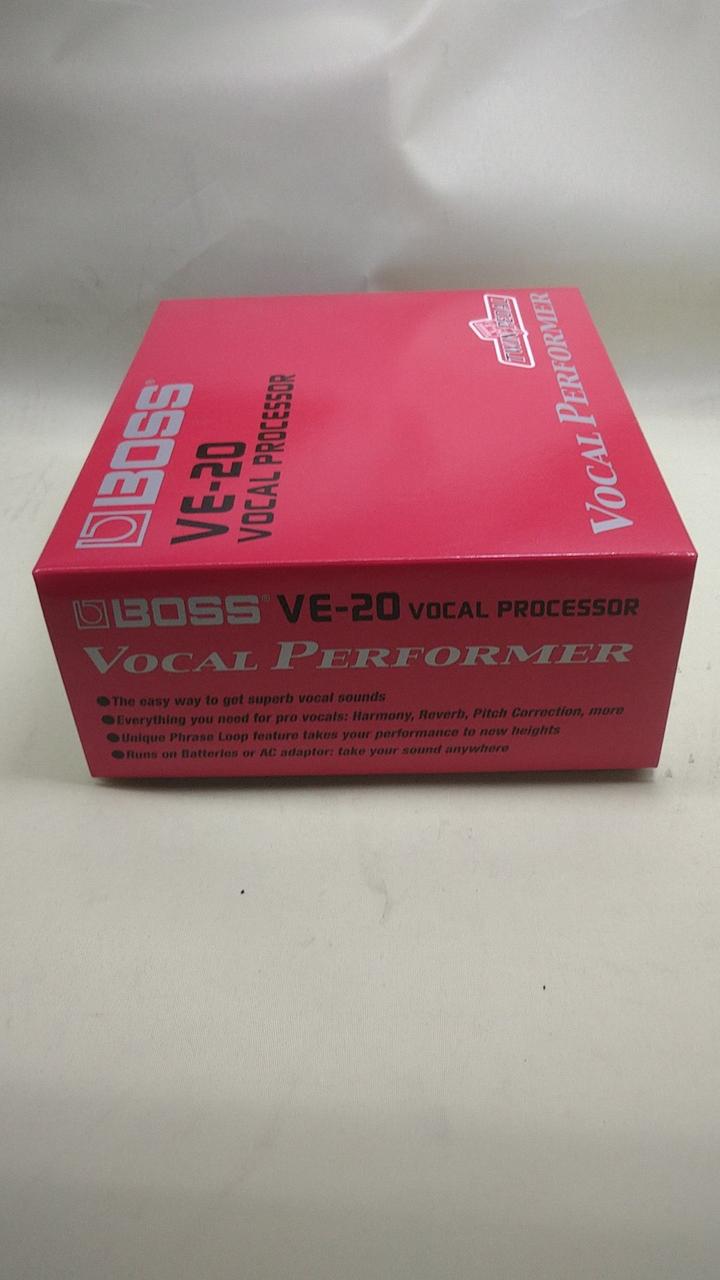 BOSS®
VE-20
VOCAL PROCESSOR
TWIN PEDAL
VOCAL PERFORMER
BOSS® VE-20 VOCAL PROCESSOR
VOCAL PERFORMER
●The easy way to get superb vocal sounds
●Everything you need for pro vocals: Harmony, Reverb, Pitch Correction, more
●Unique Phrase Loop feature takes your performance to new heights
●Runs on Batteries or AC adaptor: take your sound anywhere